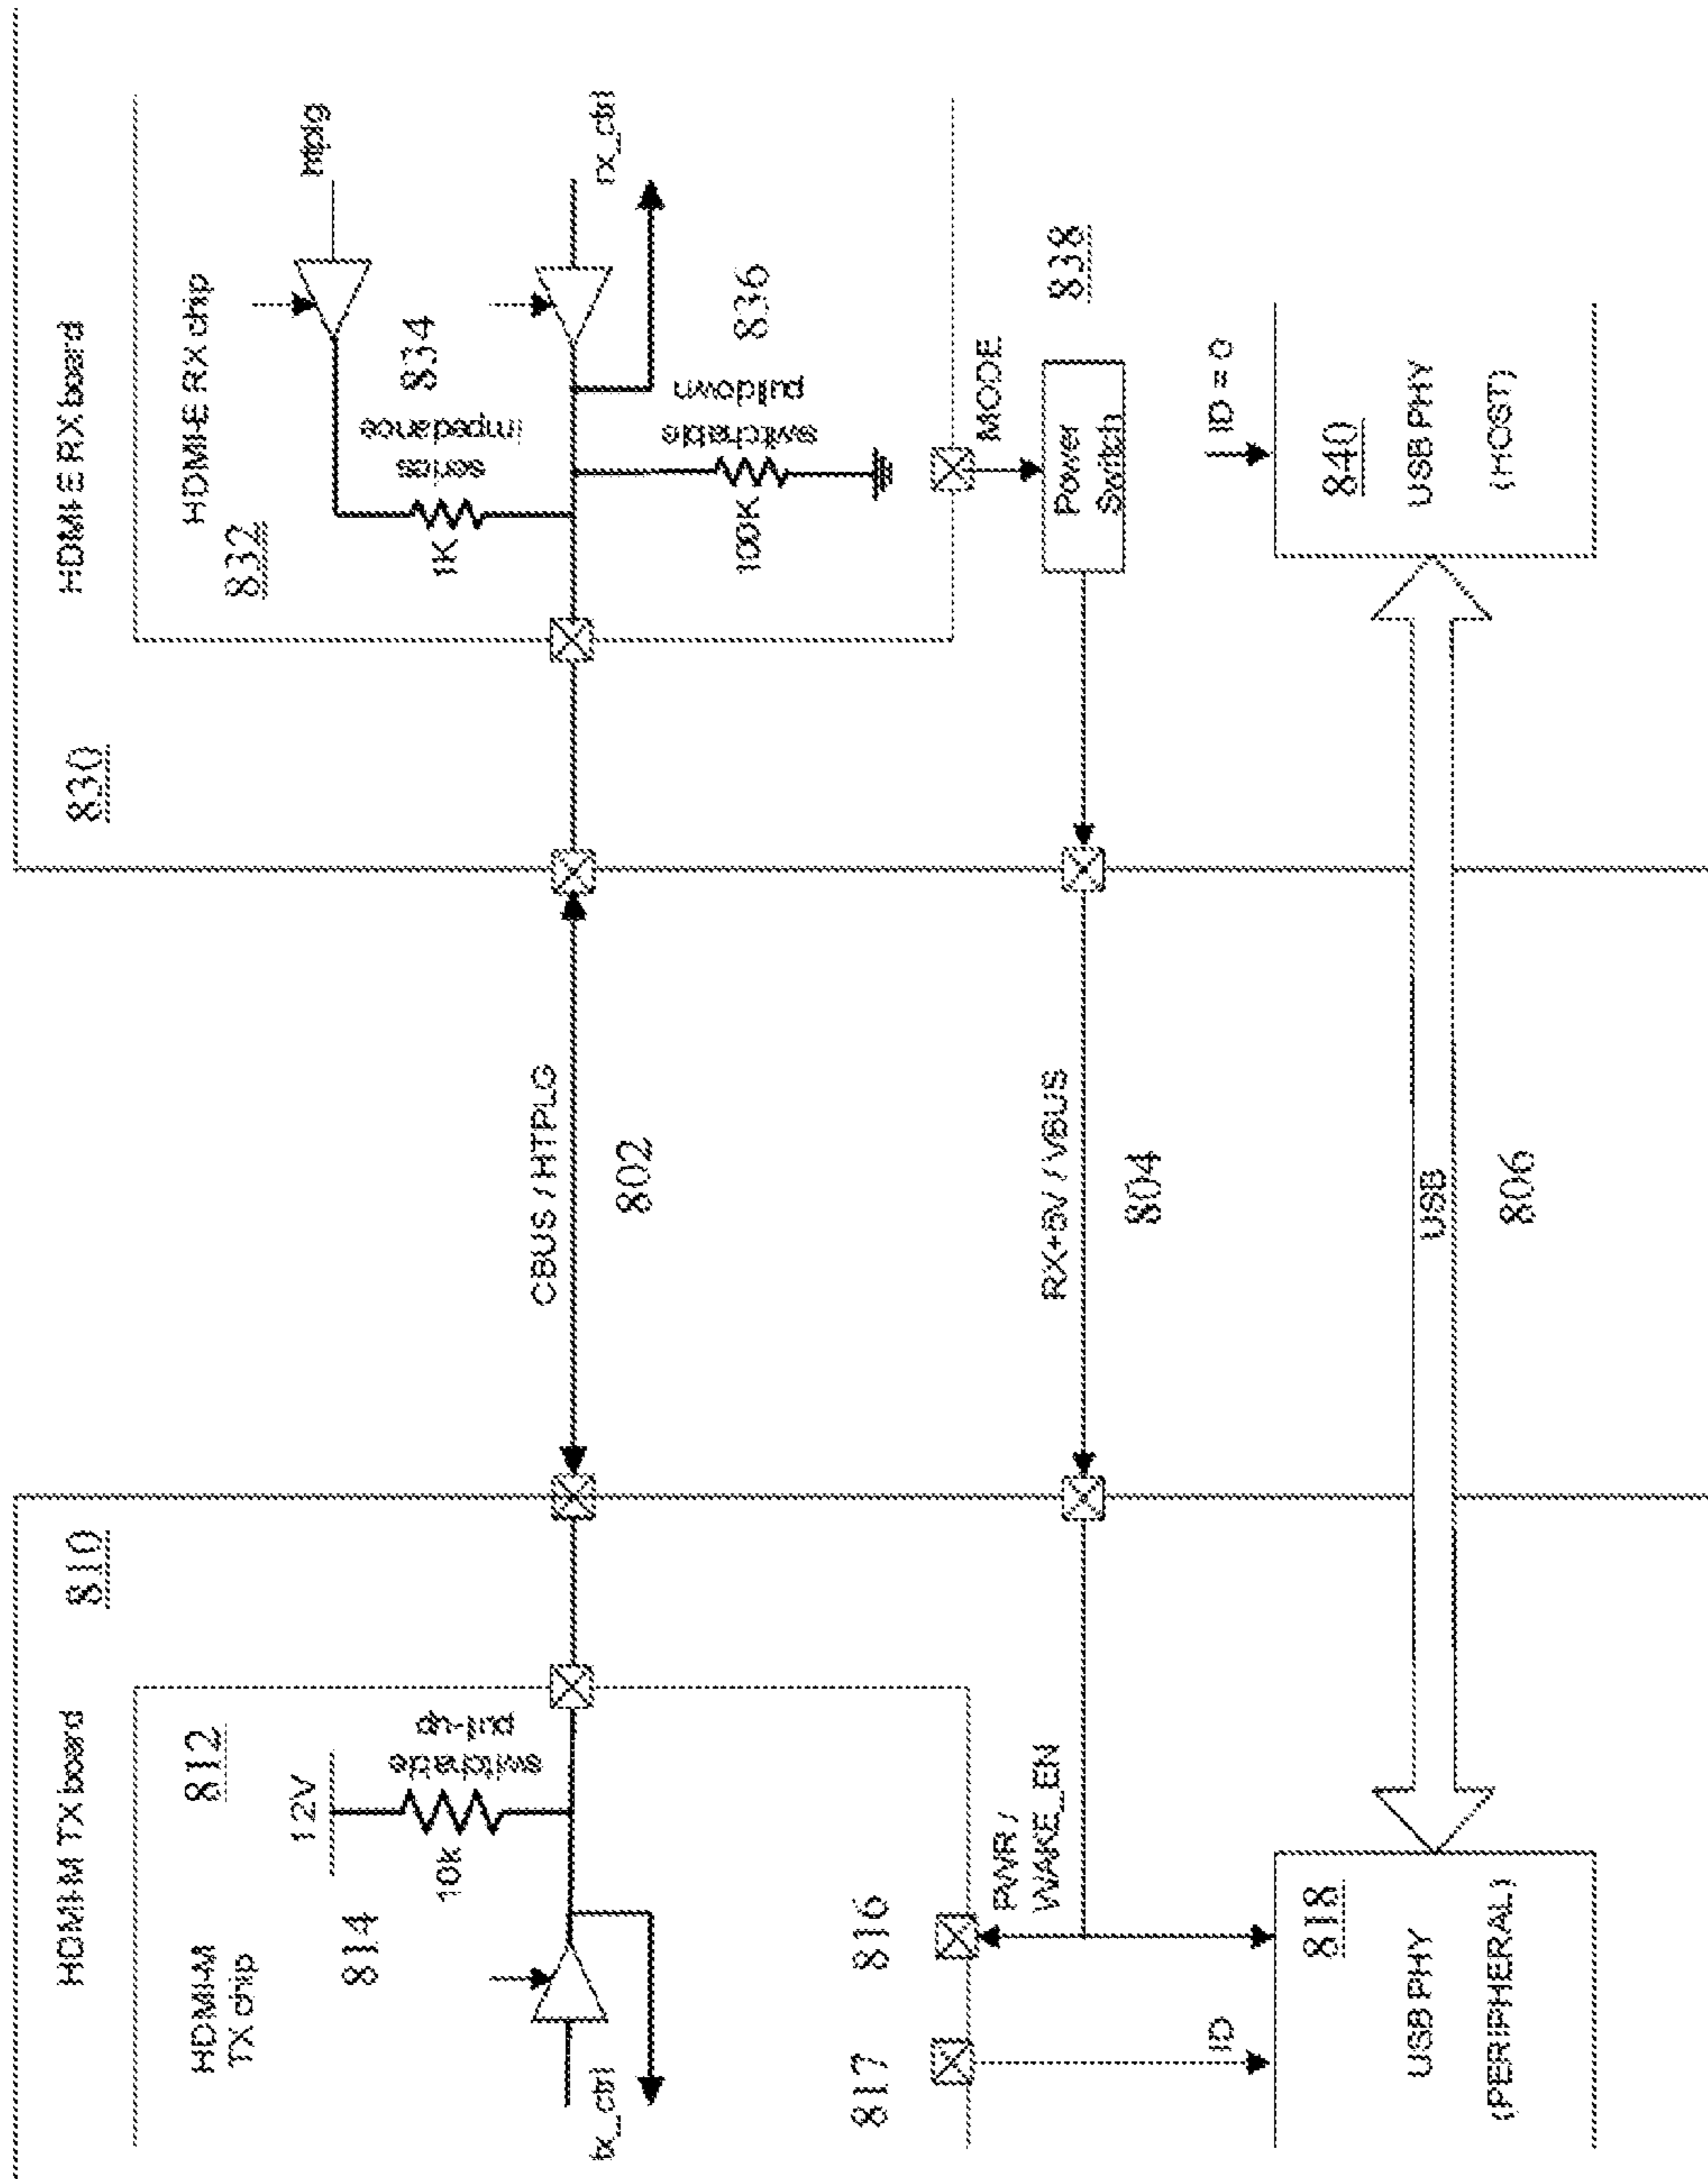 HDMI-M TX board
810
HDMI-M
TX chip
812
814
12V
10k
switchable
pull-up
tx_ctrl
817
816
PWR /
WAKE_EN
ID
818
USB PHY
(PERIPHERAL)
CBUS / HTPLG
802
RX+5V / VBUS
804
USB
806
HDMI-E RX board
830
HDMI-E RX chip
832
htplg
1K
series
impedance
834
rx_ctrl
100K
switchable
pulldown
836
MODE
838
Power
Switch
ID = 0
840
USB PHY
(HOST)